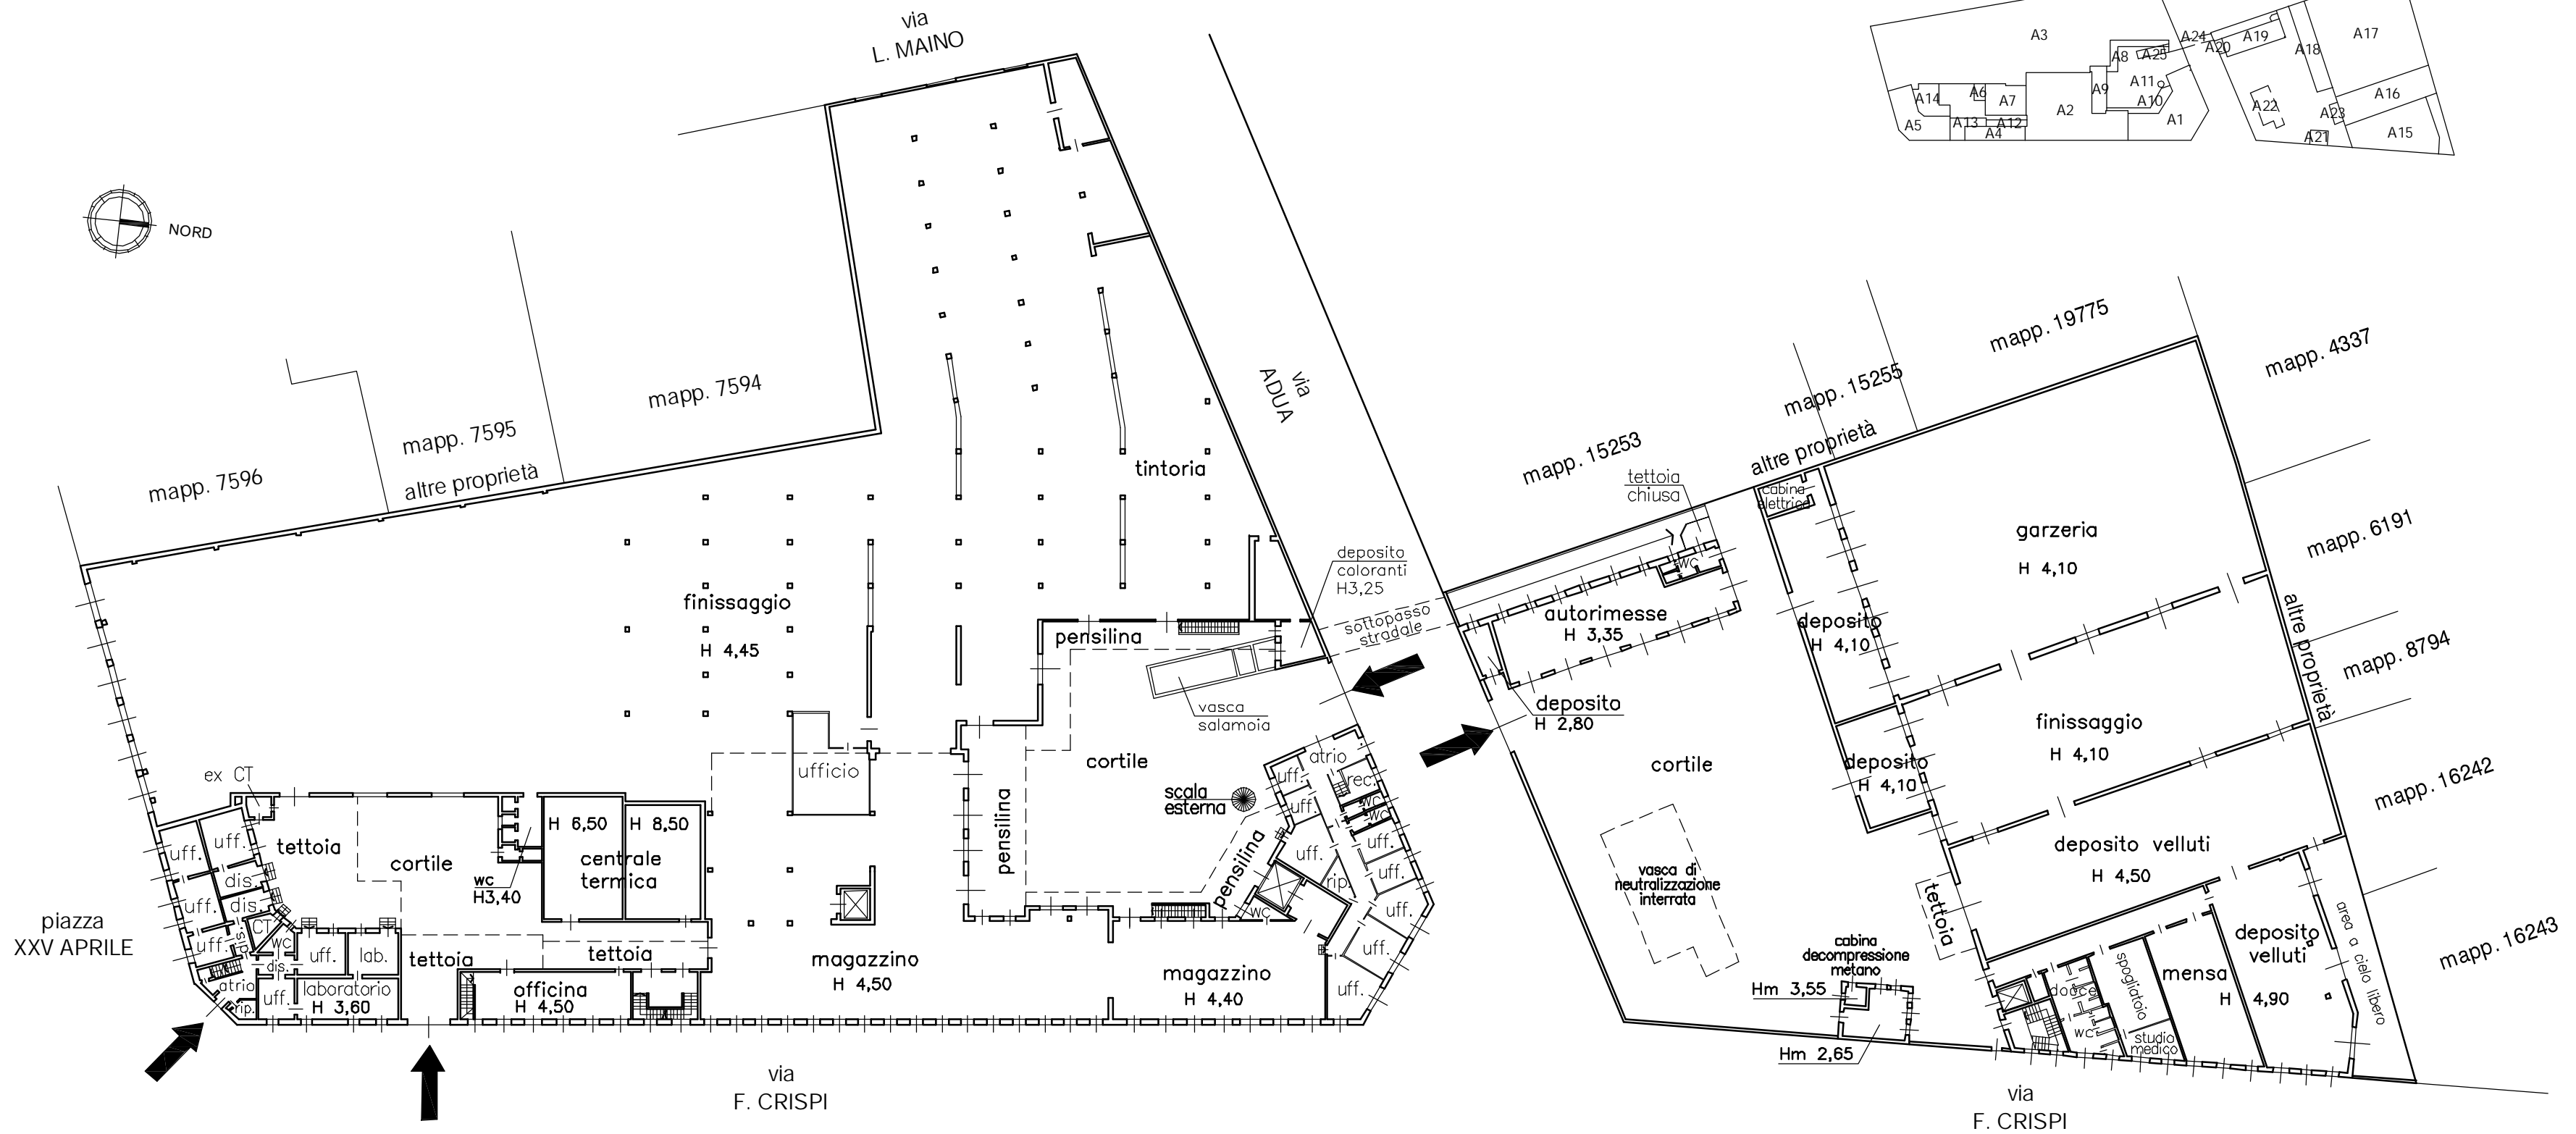 via
L. MAINO
NORD
A3
A14
A6
A7
A5
A13
A12
A4
A2
A9
A8
A25
A11
A10
A1
A24
A20
A19
A18
A17
A22
A23
A21
A16
A15
mapp. 7596
mapp. 7595
mapp. 7594
altre proprietà
via
ADUA
mapp. 15253
mapp. 15255
mapp. 19775
mapp. 4337
mapp. 6191
mapp. 8794
mapp. 16242
mapp. 16243
altre proprietà
altre proprietà
tintoria
finissaggio
H 4,45
pensilina
deposito
coloranti
H3,25
sottopasso
stradale
vasca
salamoia
tettoia
chiusa
wc
autorimesse
H 3,35
deposito
H 2,80
cabina
elettrica
deposito
H 4,10
deposito
H 4,10
garzeria
H 4,10
finissaggio
H 4,10
deposito velluti
H 4,50
deposito
velluti
H 4,90
mensa
spogliatoio
docce
wc
studio
medico
area a cielo libero
tettoia
cortile
vasca di
neutralizzazione
interrata
cabina
decompressione
metano
Hm 3,55
Hm 2,65
ex CT
tettoia
cortile
wc
H3,40
H 6,50
H 8,50
centrale
termica
ufficio
cortile
pensilina
scala
esterna
pensilina
atrio
uff.
rec.
uff.
wc
wc
wc
uff.
uff.
uff.
rip.
uff.
uff.
uff.
wc
uff.
uff.
uff.
dis.
uff.
dis.
CT
wc
uff.
dis.
dis.
uff.
lab.
atrio
rip.
uff.
laboratorio
H 3,60
tettoia
officina
H 4,50
tettoia
magazzino
H 4,50
magazzino
H 4,40
piazza
XXV APRILE
via
F. CRISPI
via
F. CRISPI